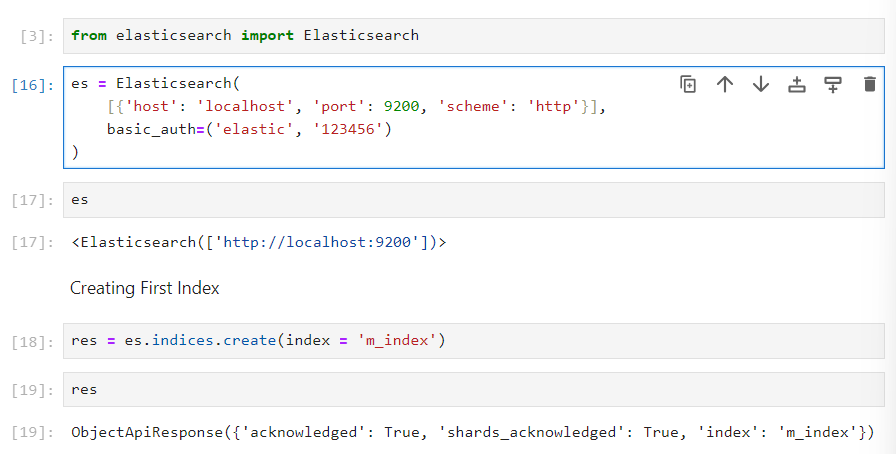 [3]: from elasticsearch import Elasticsearch
[16]: es = Elasticsearch(
[{'host': 'localhost', 'port': 9200, 'scheme': 'http'}],
basic_auth=('elastic', '123456')
)
[17]: es
[17]: <Elasticsearch(['http://localhost:9200'])>
Creating First Index
[18]: res = es.indices.create(index = 'm_index')
[19]: res
[19]: ObjectApiResponse({'acknowledged': True, 'shards_acknowledged': True, 'index': 'm_index'})